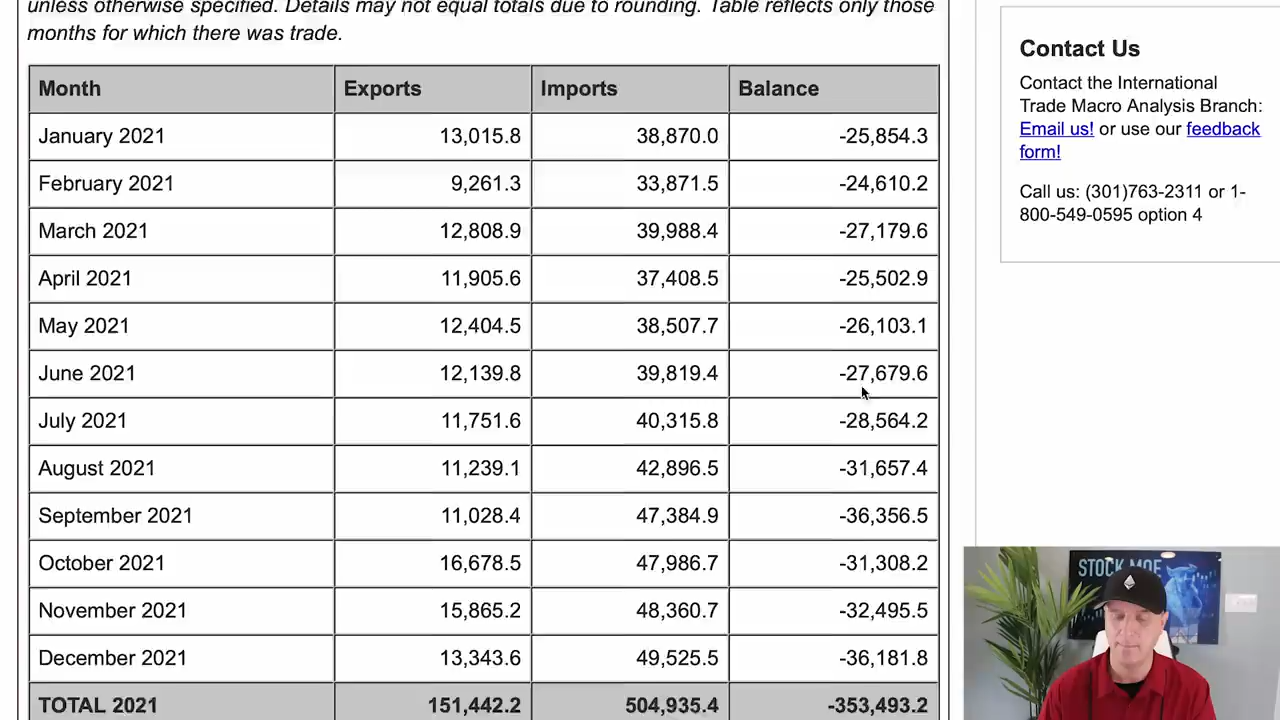 unless otherwise specified. Details may not equal totals due to rounding. Table reflects only those
months for which there was trade.
Month Exports Imports Balance
January 2021 13,015.8 38,870.0 -25,854.3
February 2021 9,261.3 33,871.5 -24,610.2
March 2021 12,808.9 39,988.4 -27,179.6
April 2021 11,905.6 37,408.5 -25,502.9
May 2021 12,404.5 38,507.7 -26,103.1
June 2021 12,139.8 39,819.4 -27,679.6
July 2021 11,751.6 40,315.8 -28,564.2
August 2021 11,239.1 42,896.5 -31,657.4
September 2021 11,028.4 47,384.9 -36,356.5
October 2021 16,678.5 47,986.7 -31,308.2
November 2021 15,865.2 48,360.7 -32,495.5
December 2021 13,343.6 49,525.5 -36,181.8
TOTAL 2021 151,442.2 504,935.4 -353,493.2
Contact Us
Contact the International
Trade Macro Analysis Branch:
Email us! or use our feedback
form!
Call us: (301)763-2311 or 1-
800-549-0595 option 4
STOCK MOE